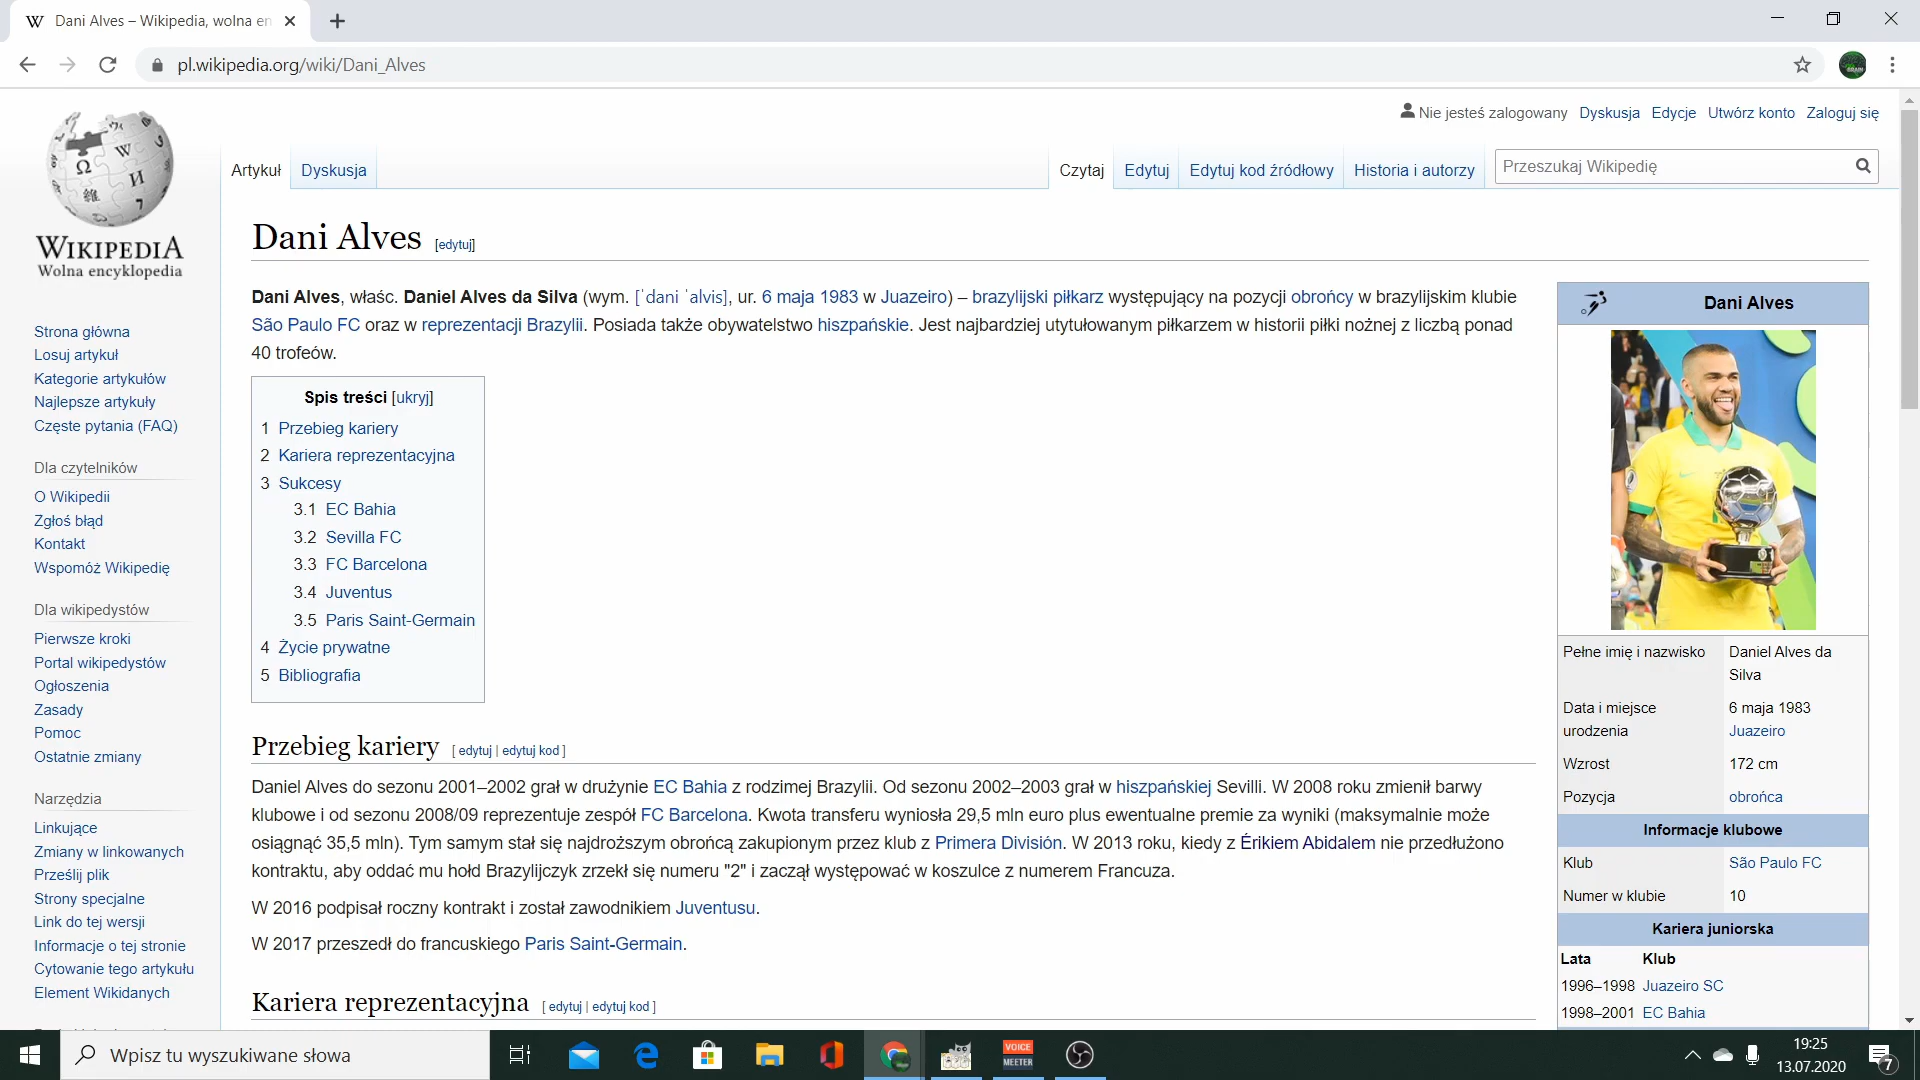 Dani Alves – Wikipedia, wolna en
pl.wikipedia.org/wiki/Dani_Alves
Nie jesteś zalogowany Dyskusja Edycje Utwórz konto Zaloguj się
Artykuł Dyskusja Czytaj Edytuj Edytuj kod źródłowy Historia i autorzy Przeszukaj Wikipedię
WIKIPEDIA
Wolna encyklopedia
Strona główna
Losuj artykuł
Kategorie artykułów
Najlepsze artykuły
Częste pytania (FAQ)
Dla czytelników
O Wikipedii
Zgłoś błąd
Kontakt
Wspomóż Wikipedię
Dla wikipedystów
Pierwsze kroki
Portal wikipedystów
Ogłoszenia
Zasady
Pomoc
Ostatnie zmiany
Narzędzia
Linkujące
Zmiany w linkowanych
Prześlij plik
Strony specjalne
Link do tej wersji
Informacje o tej stronie
Cytowanie tego artykułu
Element Wikidanych
Dani Alves [edytuj]
Dani Alves, właśc. Daniel Alves da Silva (wym. [ˈdani ˈalvis], ur. 6 maja 1983 w Juazeiro) – brazylijski piłkarz występujący na pozycji obrońcy w brazylijskim klubie
São Paulo FC oraz w reprezentacji Brazylii. Posiada także obywatelstwo hiszpańskie. Jest najbardziej utytułowanym piłkarzem w historii piłki nożnej z liczbą ponad
40 trofeów.
Spis treści [ukryj]
1 Przebieg kariery
2 Kariera reprezentacyjna
3 Sukcesy
3.1 EC Bahia
3.2 Sevilla FC
3.3 FC Barcelona
3.4 Juventus
3.5 Paris Saint-Germain
4 Życie prywatne
5 Bibliografia
Przebieg kariery [ edytuj | edytuj kod ]
Daniel Alves do sezonu 2001–2002 grał w drużynie EC Bahia z rodzimej Brazylii. Od sezonu 2002–2003 grał w hiszpańskiej Sevilli. W 2008 roku zmienił barwy
klubowe i od sezonu 2008/09 reprezentuje zespół FC Barcelona. Kwota transferu wyniosła 29,5 mln euro plus ewentualne premie za wyniki (maksymalnie może
osiągnąć 35,5 mln). Tym samym stał się najdroższym obrońcą zakupionym przez klub z Primera División. W 2013 roku, kiedy z Érikiem Abidalem nie przedłużono
kontraktu, aby oddać mu hołd Brazylijczyk zrzekł się numeru "2" i zaczął występować w koszulce z numerem Francuza.
W 2016 podpisał roczny kontrakt i został zawodnikiem Juventusu.
W 2017 przeszedł do francuskiego Paris Saint-Germain.
Kariera reprezentacyjna [ edytuj | edytuj kod ]
Dani Alves
Pełne imię i nazwisko Daniel Alves da
Silva
Data i miejsce 6 maja 1983
urodzenia Juazeiro
Wzrost 172 cm
Pozycja obrońca
Informacje klubowe
Klub São Paulo FC
Numer w klubie 10
Kariera juniorska
Lata Klub
1996–1998 Juazeiro SC
1998–2001 EC Bahia
Wpisz tu wyszukiwane słowa
VOICE
MEETER
19:25
13.07.2020
7